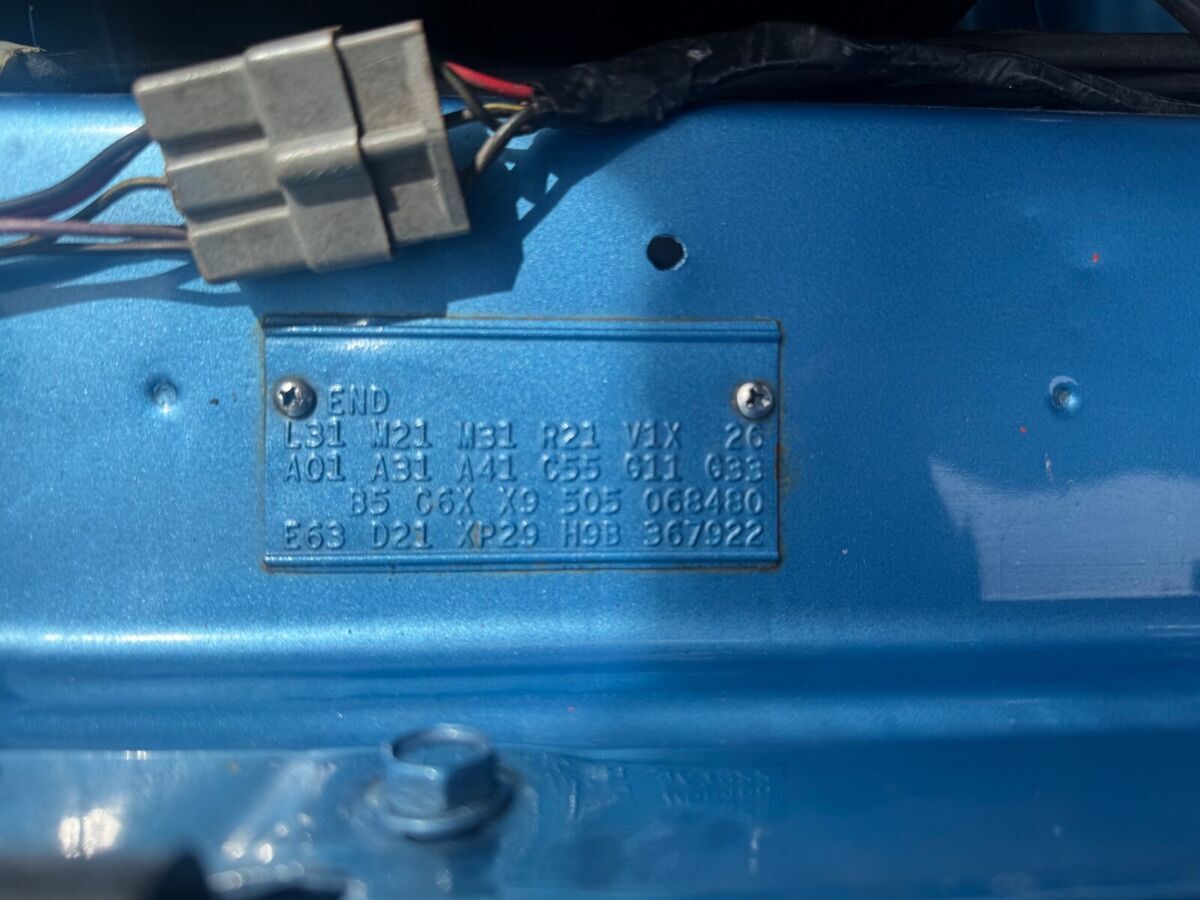 END
L31 M21 M31 R21 V1X 26
A01 A31 A41 C55 G11 G33
B5 C6X X9 505 068480
E63 D21 XP29 H9B 367922